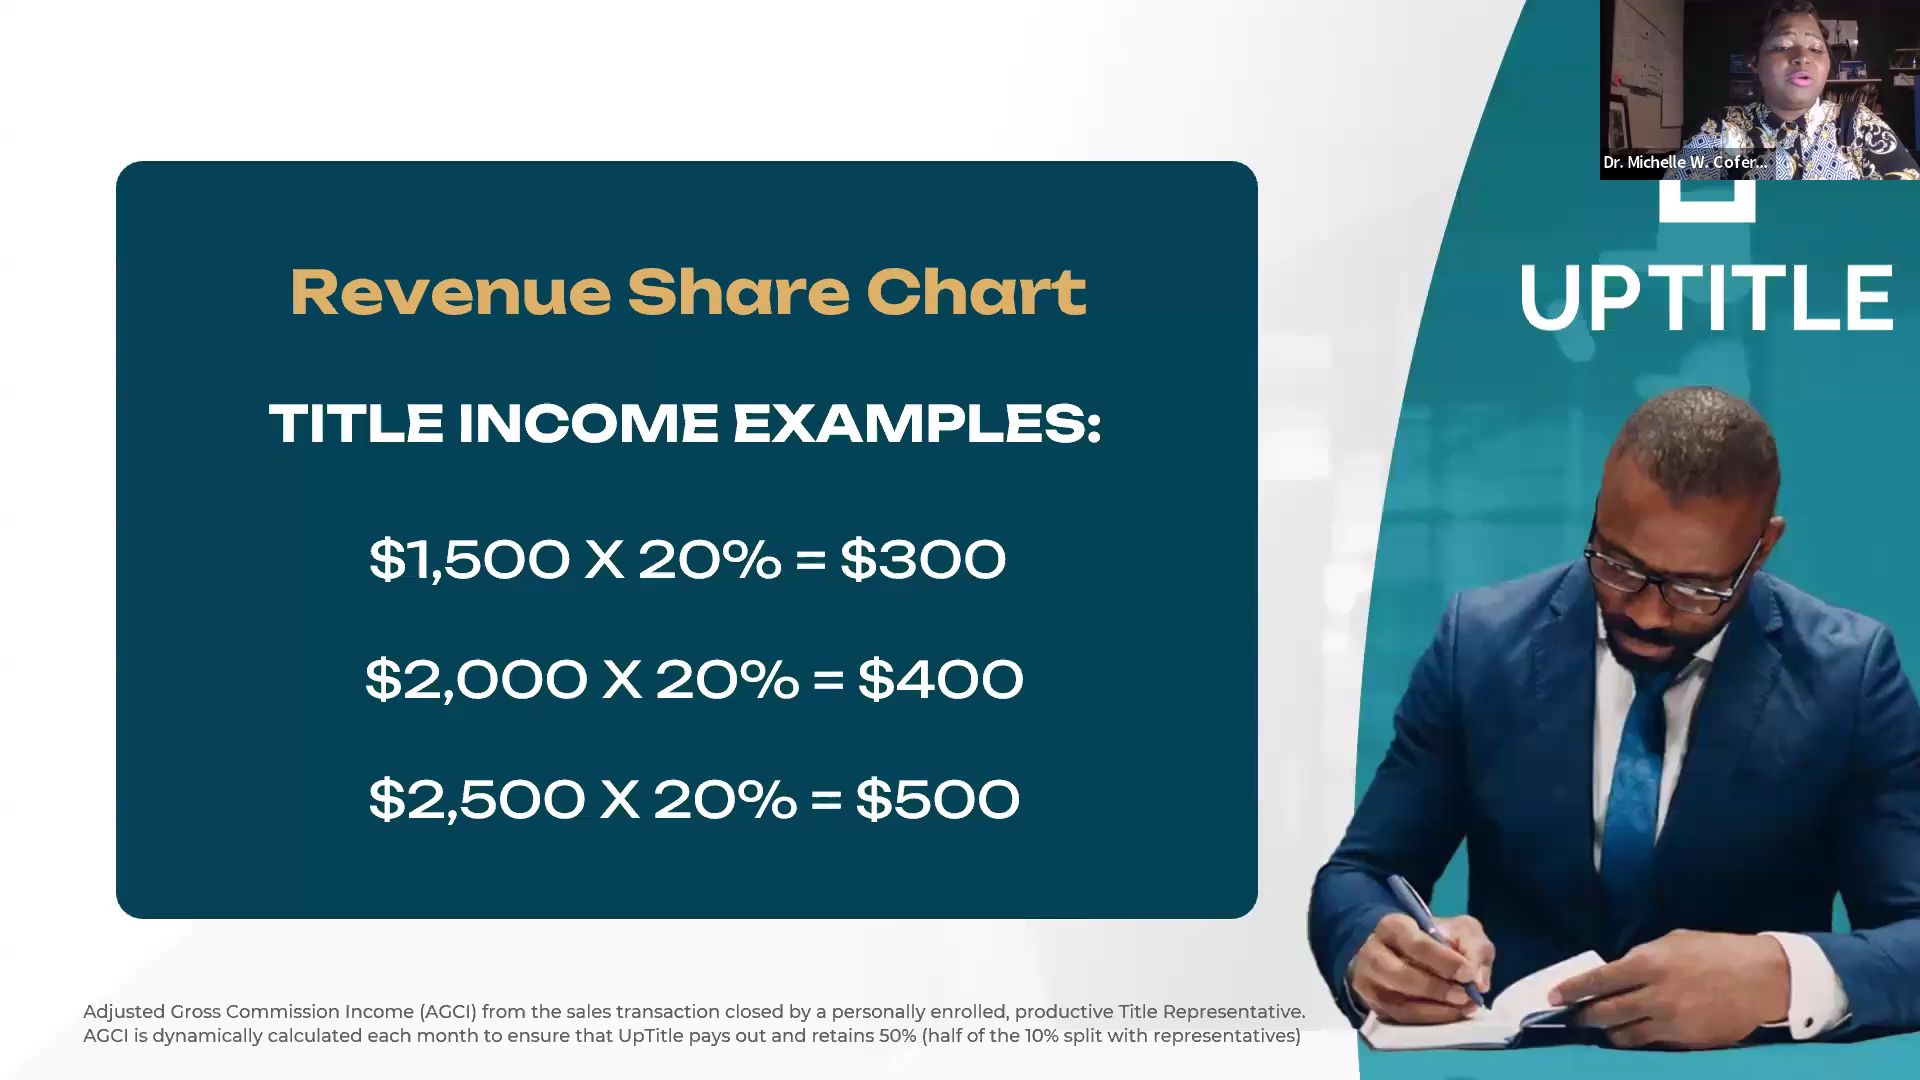 Dr. Michelle W. Cofer...
UPTITLE
Revenue Share Chart
TITLE INCOME EXAMPLES:
$1,500 X 20% = $300
$2,000 X 20% = $400
$2,500 X 20% = $500
Adjusted Gross Commission Income (AGCI) from the sales transaction closed by a personally enrolled, productive Title Representative.
AGCI is dynamically calculated each month to ensure that UpTitle pays out and retains 50% (half of the 10% split with representatives)